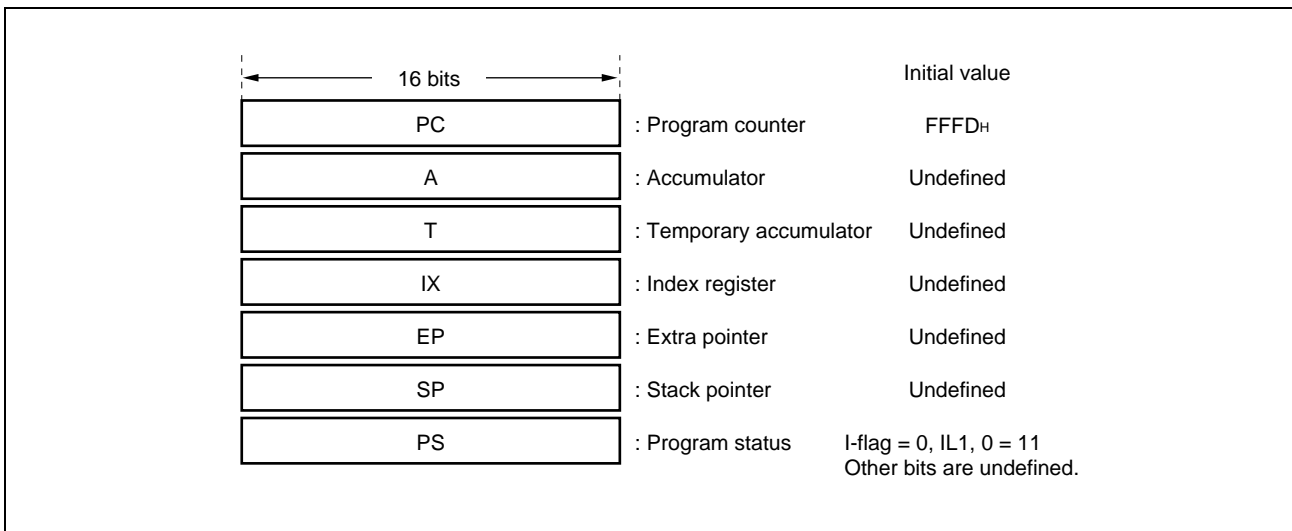 16 bits Initial value
PC : Program counter FFFDH
A : Accumulator Undefined
T : Temporary accumulator Undefined
IX : Index register Undefined
EP : Extra pointer Undefined
SP : Stack pointer Undefined
PS : Program status I-flag = 0, IL1, 0 = 11
Other bits are undefined.